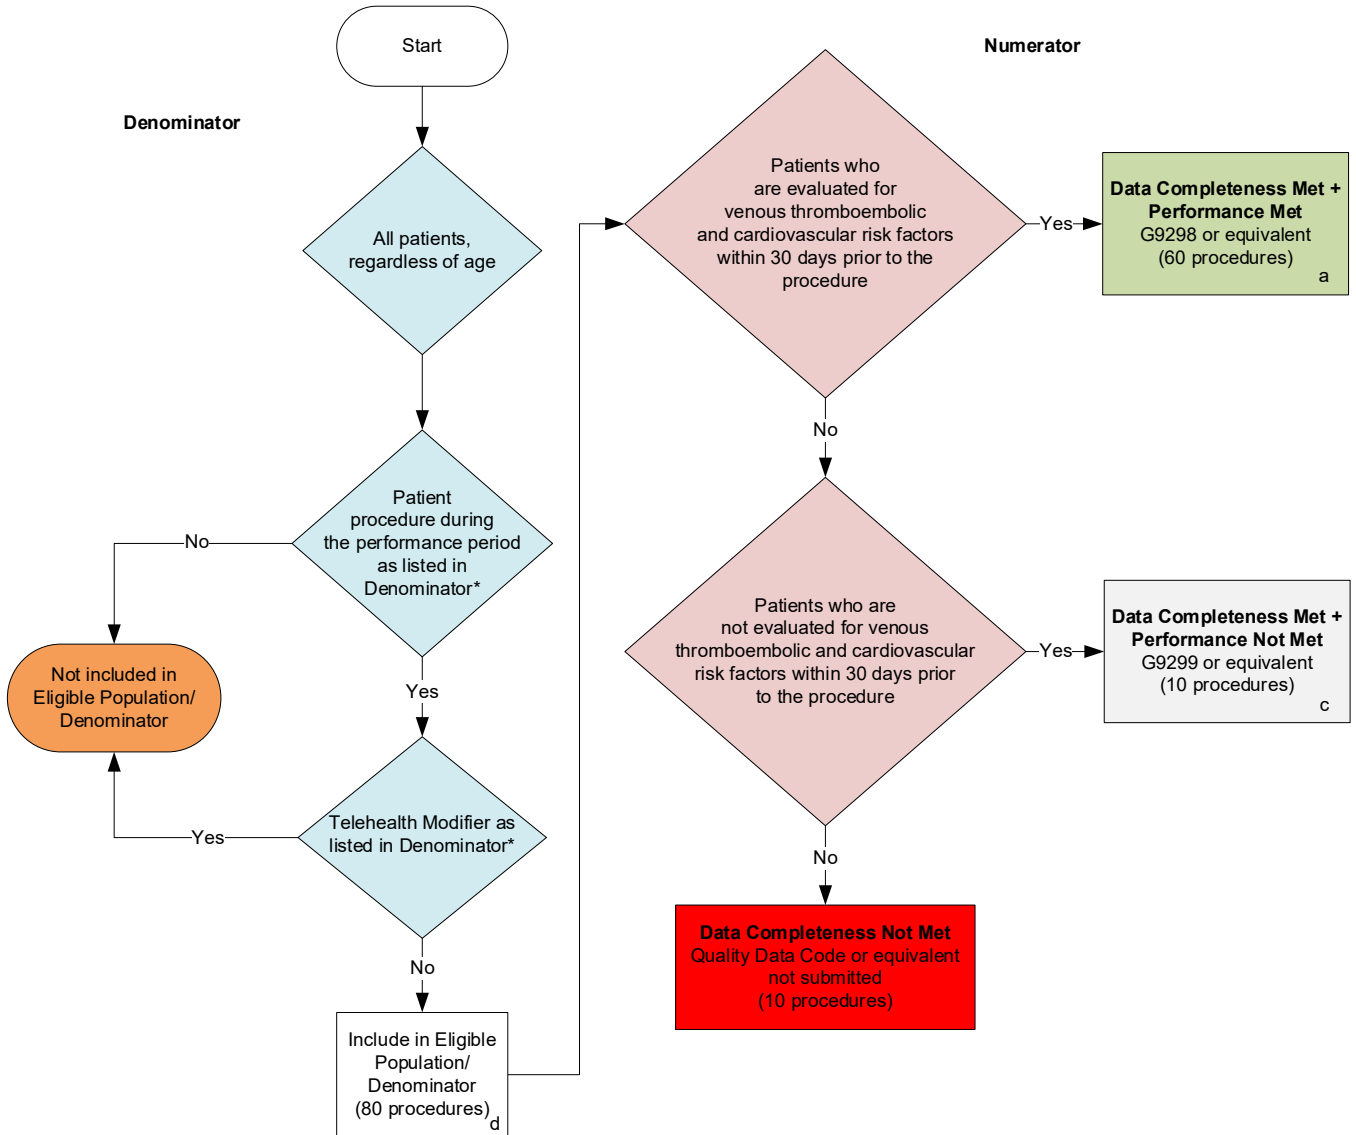 Start
Denominator
All patients,
regardless of age
Patient
procedure during
the performance period
as listed in
Denominator*
No
Not included in
Eligible Population/
Denominator
Yes
Telehealth Modifier as
listed in Denominator*
Yes
No
Include in Eligible
Population/
Denominator
(80 procedures)
d
Numerator
Patients who
are evaluated for
venous thromboembolic
and cardiovascular risk factors
within 30 days prior to the
procedure
Yes
Data Completeness Met +
Performance Met
G9298 or equivalent
(60 procedures)
a
No
Patients who are
not evaluated for venous
thromboembolic and cardiovascular
risk factors within 30 days prior
to the procedure
Yes
Data Completeness Met +
Performance Not Met
G9299 or equivalent
(10 procedures)
c
No
Data Completeness Not Met
Quality Data Code or equivalent
not submitted
(10 procedures)